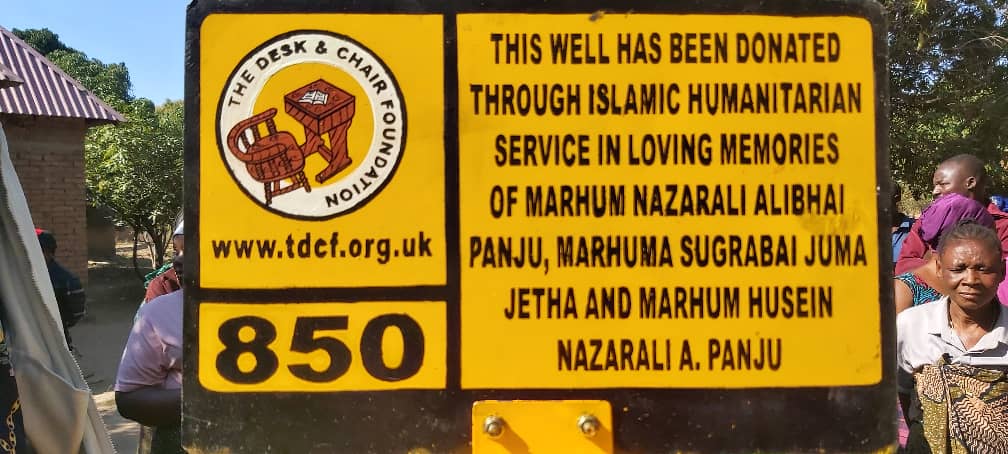 THE DESK & CHAIR FOUNDATION
www.tdcf.org.uk
850
THIS WELL HAS BEEN DONATED
THROUGH ISLAMIC HUMANITARIAN
SERVICE IN LOVING MEMORIES
OF MARHUM NAZARALI ALIBHAI
PANJU, MARHUMA SUGRABAI JUMA
JETHA AND MARHUM HUSEIN
NAZARALI A. PANJU